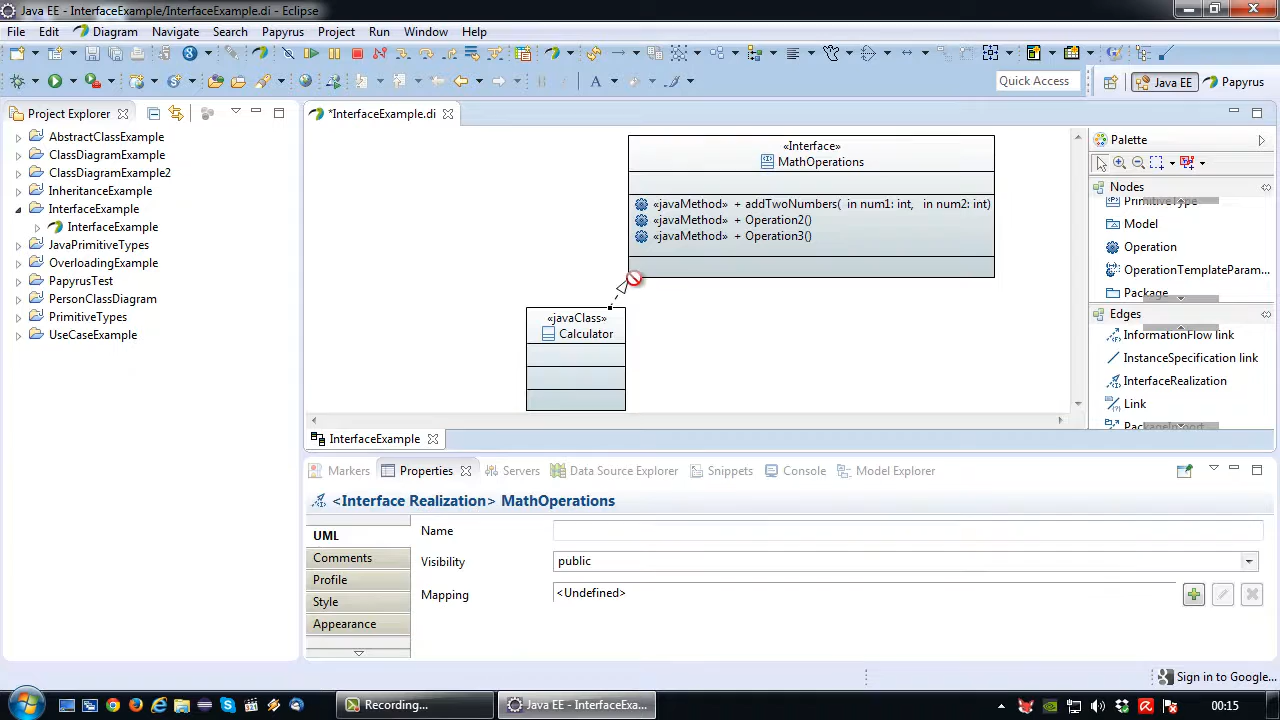 Java EE - InterfaceExample/InterfaceExample.di - Eclipse
File Edit Diagram Navigate Search Papyrus Project Run Window Help
Quick Access
Java EE
Papyrus
Project Explorer
AbstractClassExample
ClassDiagramExample
ClassDiagramExample2
InheritanceExample
InterfaceExample
InterfaceExample
JavaPrimitiveTypes
OverloadingExample
PapyrusTest
PersonClassDiagram
PrimitiveTypes
UseCaseExample
*InterfaceExample.di
«Interface»
MathOperations
«javaMethod» + addTwoNumbers( in num1: int, in num2: int)
«javaMethod» + Operation2()
«javaMethod» + Operation3()
«javaClass»
Calculator
InterfaceExample
Palette
Nodes
PrimitiveType
Model
Operation
OperationTemplateParam...
Package
Edges
InformationFlow link
InstanceSpecification link
InterfaceRealization
Link
PackageImport
Markers Properties Servers Data Source Explorer Snippets Console Model Explorer
<Interface Realization> MathOperations
UML
Comments
Profile
Style
Appearance
Name
Visibility public
Mapping <Undefined>
Sign in to Google...
Recording...
Java EE - InterfaceExa...
00:15